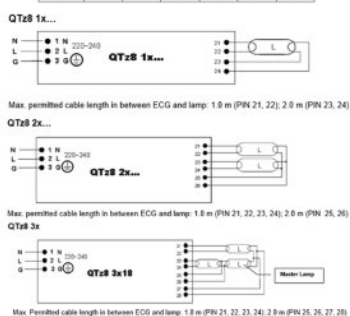 QTz8 1x...
N 1 N 21
L 2 L 220-240 QTz8 1x... 22 L
G 3 G 23
24
Max. permitted cable length in between ECG and lamp: 1.0 m (PIN 21, 22); 2.0 m (PIN 23, 24)
QTz8 2x...
N 1 N 21
L 2 L 220-240 22 L
G 3 G 23
QTz8 2x... 24 L
25
26
Max. permitted cable length in between ECG and lamp: 1.0 m (PIN 21, 22, 23, 24); 2.0 m (PIN 25, 26)
QTz8 3x
N 1 N L
L 2 L 220-240 L L
G 3 G QTz8 3x18 Master Lamp
Max. Permitted cable length in between ECG and lamp: 1.0 m (PIN 21, 22, 23, 24); 2.0 m (PIN 25, 26, 27, 28)